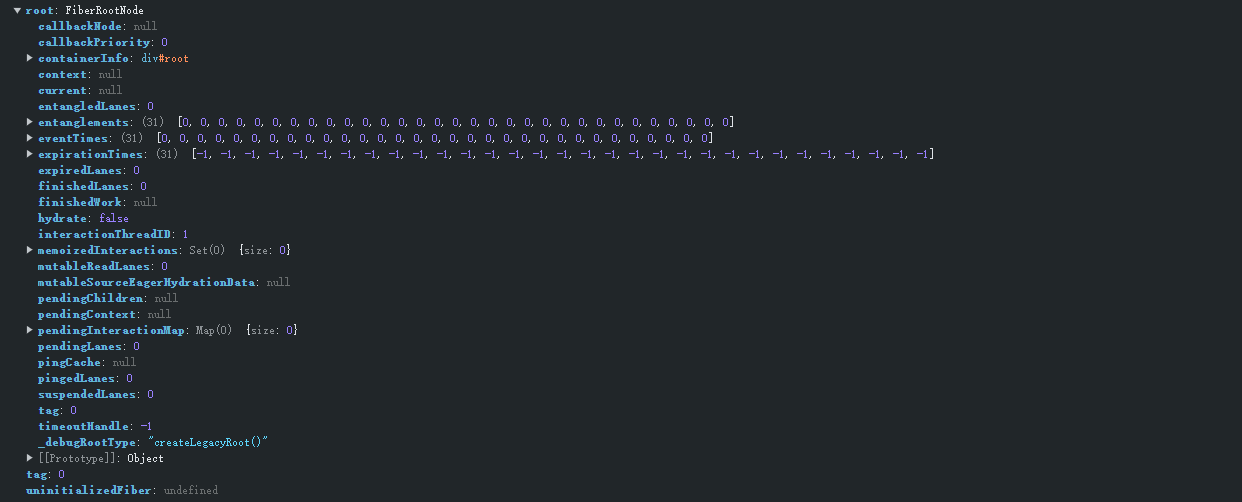 ▼ root: FiberRootNode
callbackNode: null
callbackPriority: 0
▶ containerInfo: div#root
context: null
current: null
entangledLanes: 0
▶ entanglements: (31) [0, 0, 0, 0, 0, 0, 0, 0, 0, 0, 0, 0, 0, 0, 0, 0, 0, 0, 0, 0, 0, 0, 0, 0, 0, 0, 0, 0, 0, 0, 0]
▶ eventTimes: (31) [0, 0, 0, 0, 0, 0, 0, 0, 0, 0, 0, 0, 0, 0, 0, 0, 0, 0, 0, 0, 0, 0, 0, 0, 0, 0, 0, 0, 0, 0, 0]
▶ expirationTimes: (31) [-1, -1, -1, -1, -1, -1, -1, -1, -1, -1, -1, -1, -1, -1, -1, -1, -1, -1, -1, -1, -1, -1, -1, -1, -1, -1, -1, -1, -1, -1, -1]
expiredLanes: 0
finishedLanes: 0
finishedWork: null
hydrate: false
interactionThreadID: 1
▶ memoizedInteractions: Set(0) {size: 0}
mutableReadLanes: 0
mutableSourceEagerHydrationData: null
pendingChildren: null
pendingContext: null
▶ pendingInteractionMap: Map(0) {size: 0}
pendingLanes: 0
pingCache: null
pingedLanes: 0
suspendedLanes: 0
tag: 0
timeoutHandle: -1
_debugRootType: "createLegacyRoot()"
▶ [[Prototype]]: Object
tag: 0
uninitializedFiber: undefined